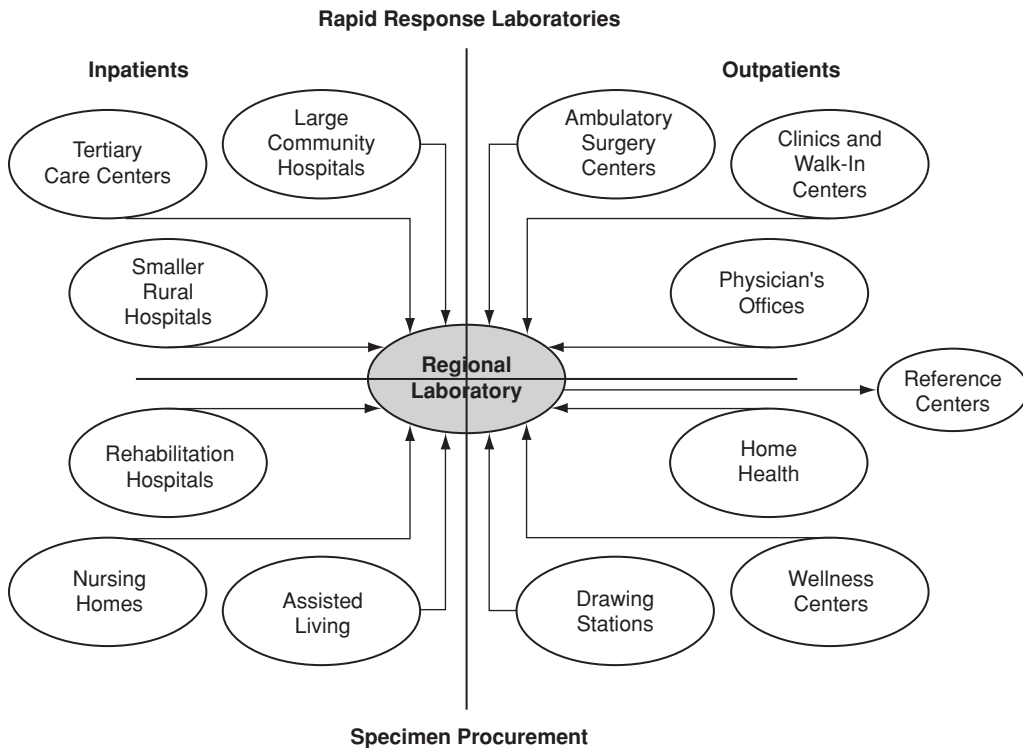 Rapid Response Laboratories
Inpatients
Outpatients
Tertiary
Care Centers
Large
Community
Hospitals
Ambulatory
Surgery
Centers
Clinics and
Walk-In
Centers
Smaller
Rural
Hospitals
Physician's
Offices
Regional
Laboratory
Reference
Centers
Rehabilitation
Hospitals
Home
Health
Nursing
Homes
Assisted
Living
Drawing
Stations
Wellness
Centers
Specimen Procurement